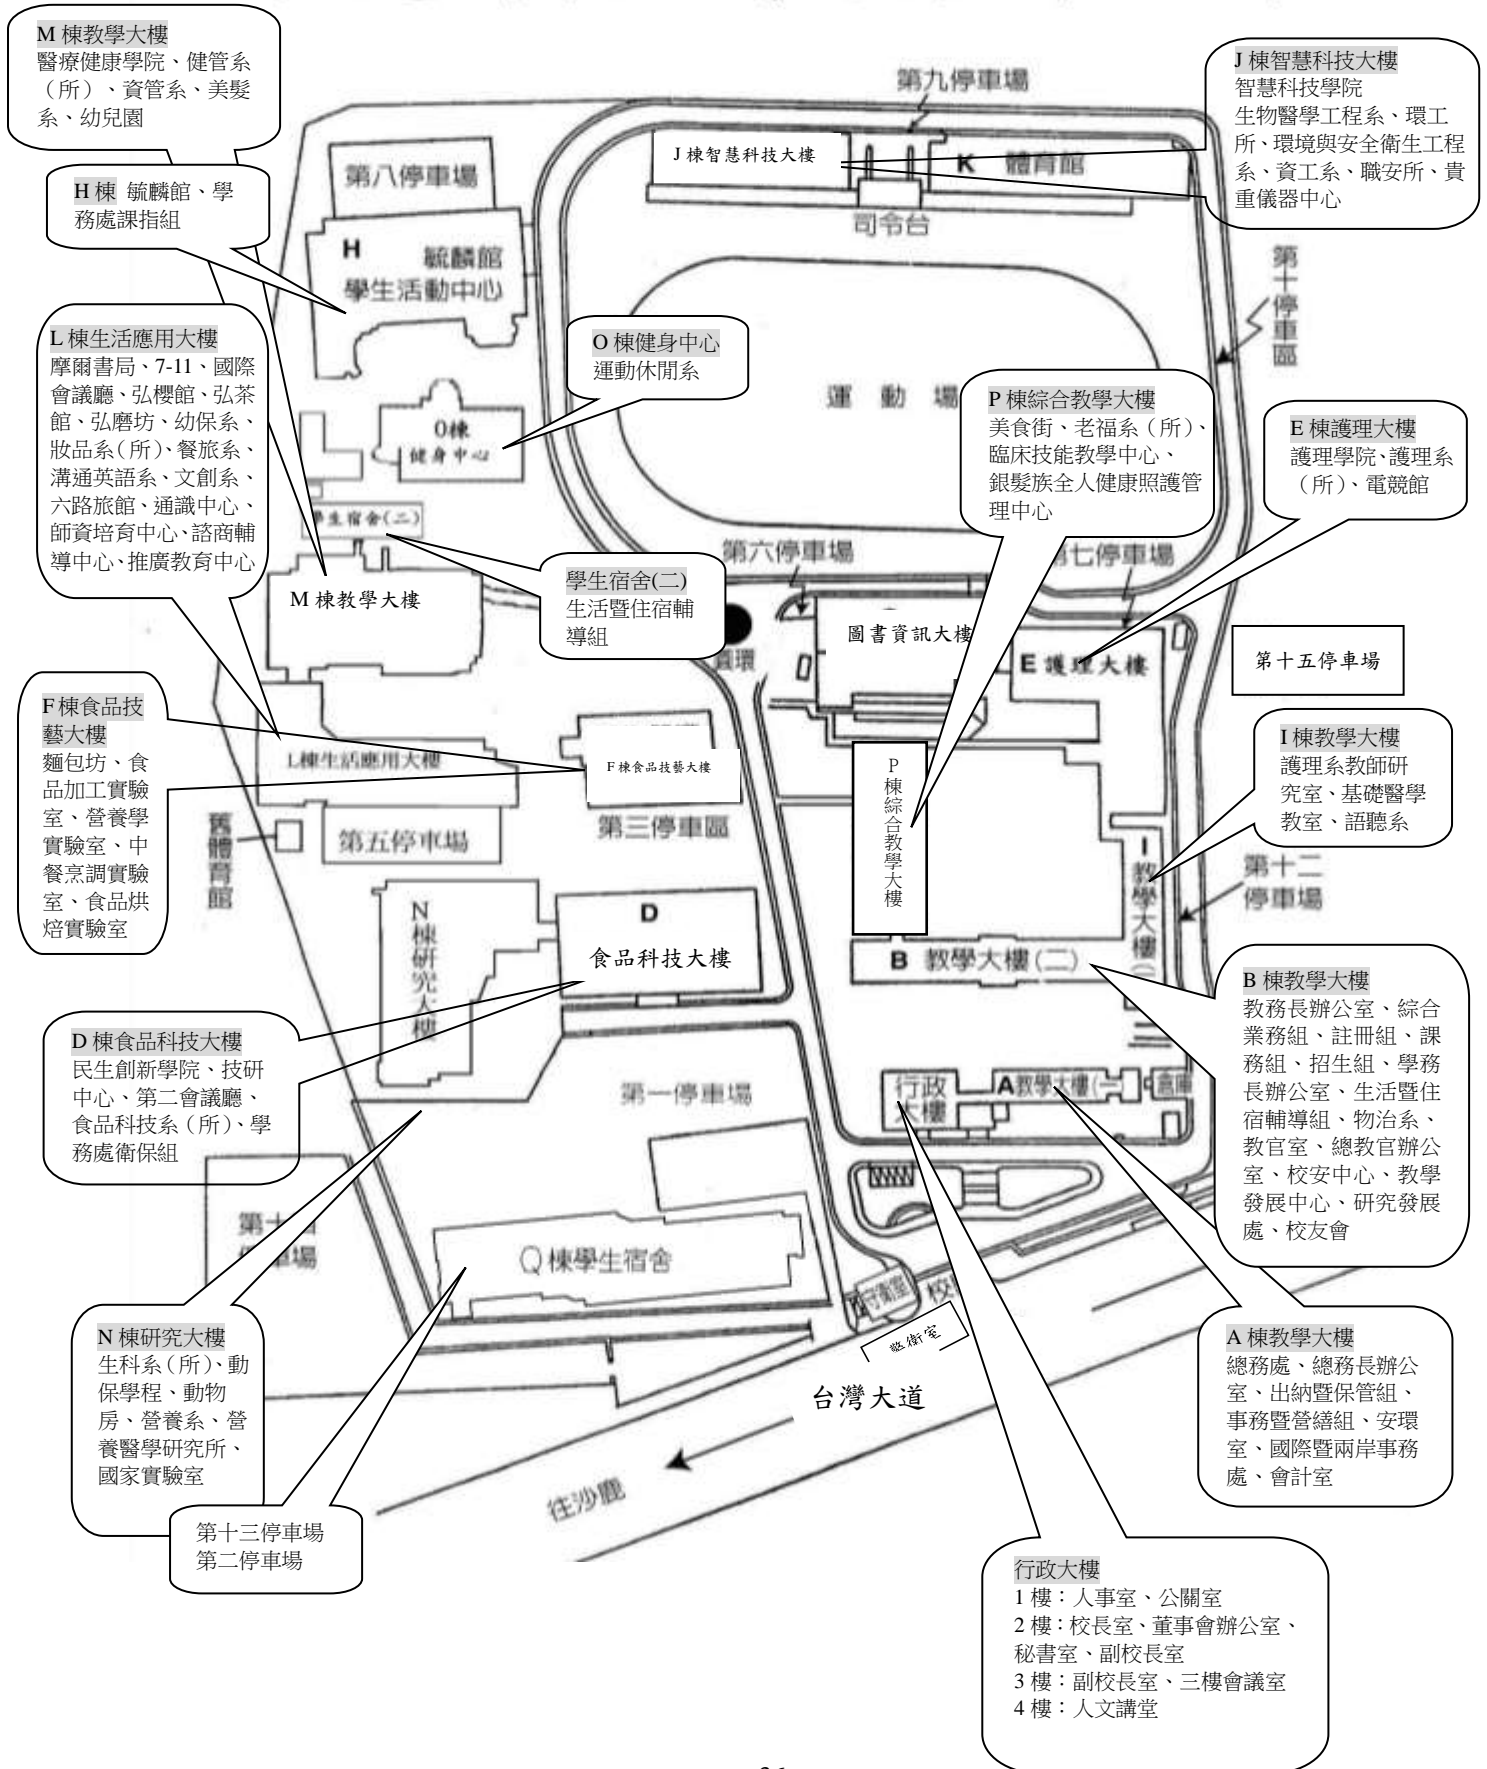 M 棟教學大樓
醫療健康學院、健管系
（所）、資管系、美髮
系、幼兒園
J 棟智慧科技大樓
智慧科技學院
生物醫學工程系、環工
所、環境與安全衛生工程
系、資工系、職安所、貴
重儀器中心
第九停車場
J 棟智慧科技大樓
K 體育館
司令台
第八停車場
H 棟 毓麟館、學
務處課指組
H 毓麟館
學生活動中心
第十停車區
L 棟生活應用大樓
摩爾書局、7-11、國際
會議廳、弘櫻館、弘茶
館、弘磨坊、幼保系、
妝品系（所）、餐旅系、
溝通英語系、文創系、
六路旅館、通識中心、
師資培育中心、諮商輔
導中心、推廣教育中心
O 棟健身中心
運動休閒系
O棟
健身中心
運動場
P 棟綜合教學大樓
美食街、老福系（所）、
臨床技能教學中心、
銀髮族全人健康照護管
理中心
E 棟護理大樓
護理學院、護理系
（所）、電競館
學生宿舍(二)
學生宿舍(二)
生活暨住宿輔
導組
第六停車場
第七停車場
M 棟教學大樓
圖書資訊大樓
圓環
E 護理大樓
第十五停車場
F 棟食品技
藝大樓
麵包坊、食
品加工實驗
室、營養學
實驗室、中
餐烹調實驗
室、食品烘
焙實驗室
L棟生活應用大樓
F 棟食品技藝大樓
第三停車區
第五停車場
舊體育館
P棟綜合教學大樓
I 棟教學大樓
護理系教師研
究室、基礎醫學
教室、語聽系
I 教學大樓(
第十二
停車場
N棟研究大樓
D
食品科技大樓
B 教學大樓(二)
B 棟教學大樓
教務長辦公室、綜合
業務組、註冊組、課
務組、招生組、學務
長辦公室、生活暨住
宿輔導組、物治系、
教官室、總教官辦公
室、校安中心、教學
發展中心、研究發展
處、校友會
D 棟食品科技大樓
民生創新學院、技研
中心、第二會議廳、
食品科技系（所）、學
務處衛保組
第一停車場
行政
大樓
A教學大樓(一
倉庫
第十四
停車場
Q棟學生宿舍
守衛室
校
警衛室
台灣大道
往沙鹿
N 棟研究大樓
生科系（所）、動
保學程、動物
房、營養系、營
養醫學研究所、
國家實驗室
A 棟教學大樓
總務處、總務長辦公
室、出納暨保管組、
事務暨營繕組、安環
室、國際暨兩岸事務
處、會計室
第十三停車場
第二停車場
行政大樓
1 樓：人事室、公關室
2 樓：校長室、董事會辦公室、
秘書室、副校長室
3 樓：副校長室、三樓會議室
4 樓：人文講堂